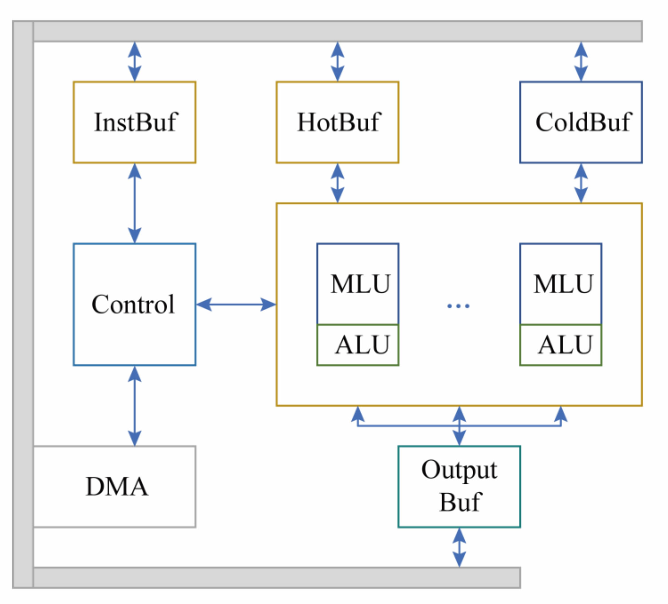 InstBuf
HotBuf
ColdBuf
Control
MLU
ALU
...
MLU
ALU
DMA
Output
Buf